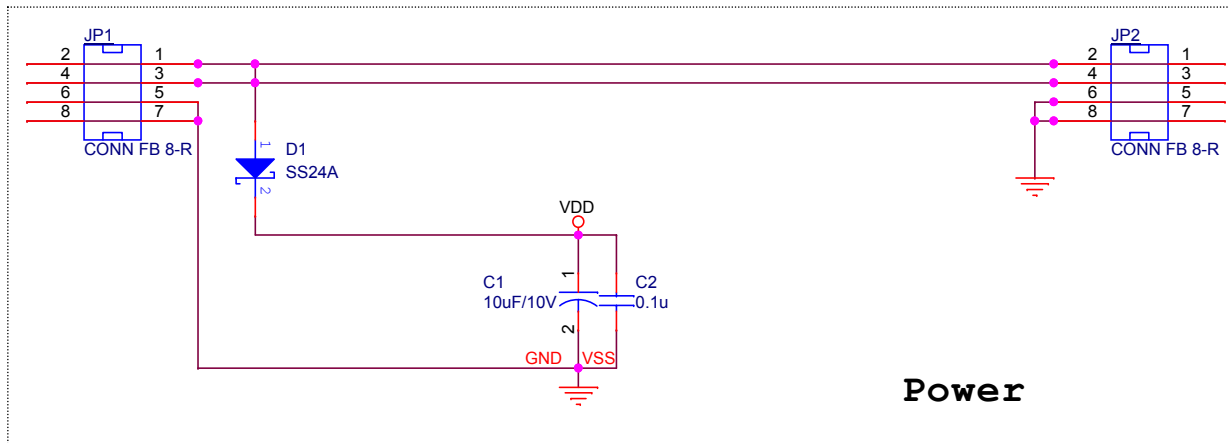 JP1
2 1
4 3
6 5
8 7
CONN FB 8-R
JP2
2 1
4 3
6 5
8 7
CONN FB 8-R
1
D1
SS24A
2
VDD
1
C1
10uF/10V
2
C2
0.1u
GND VSS
Power